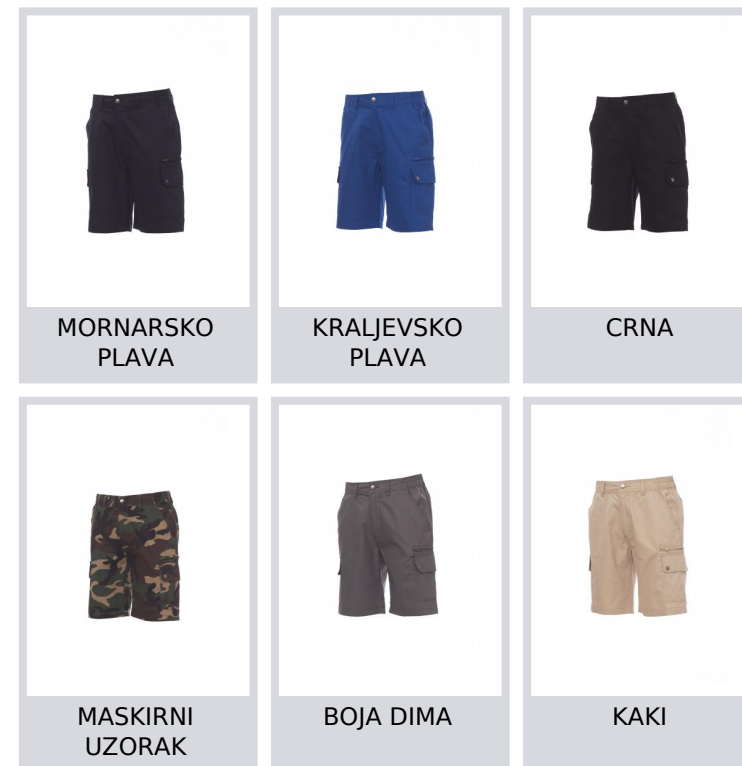 MORNARSKO
PLAVA
KRALJEVSKO
PLAVA
CRNA
MASKIRNI
UZORAK
BOJA DIMA
KAKI